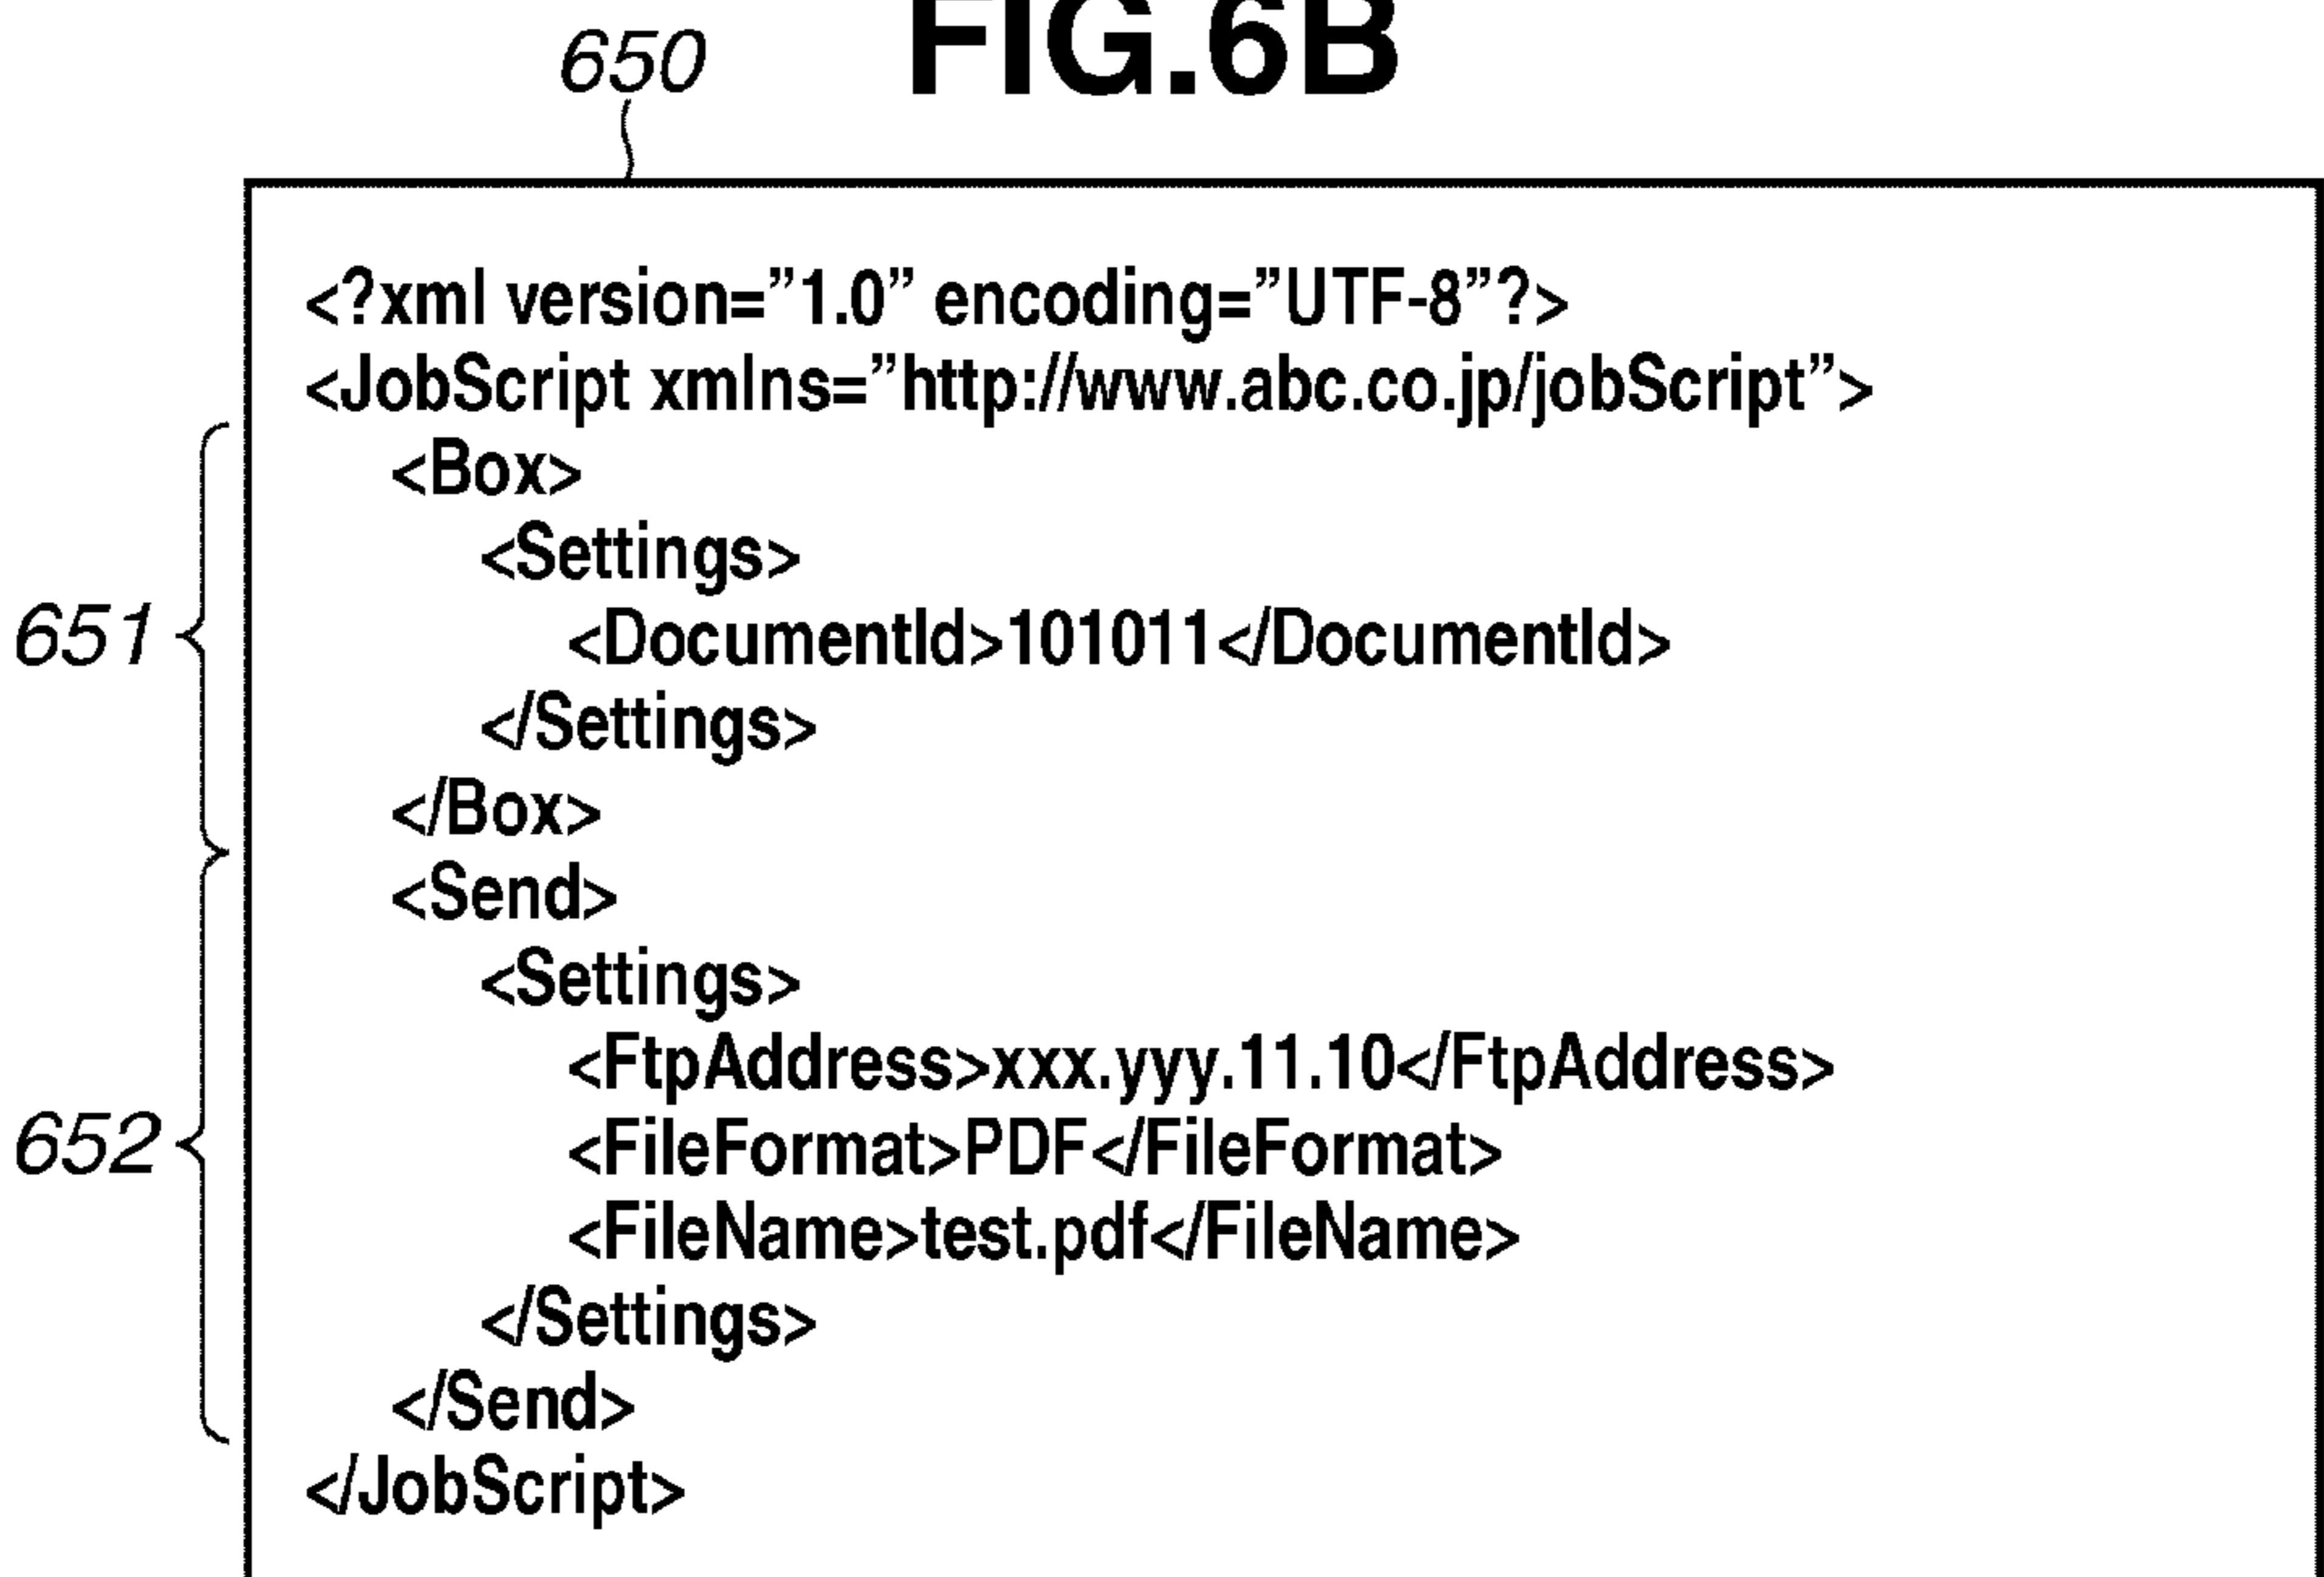 FIG.6B
650
<?xml version=”1.0” encoding=”UTF-8”?>
<JobScript xmlns=”http://www.abc.co.jp/jobScript”>
<Box>
<Settings>
651
<DocumentId>101011</DocumentId>
</Settings>
</Box>
<Send>
<Settings>
<FtpAddress>xxx.yyy.11.10</FtpAddress>
652
<FileFormat>PDF</FileFormat>
<FileName>test.pdf</FileName>
</Settings>
</Send>
</JobScript>